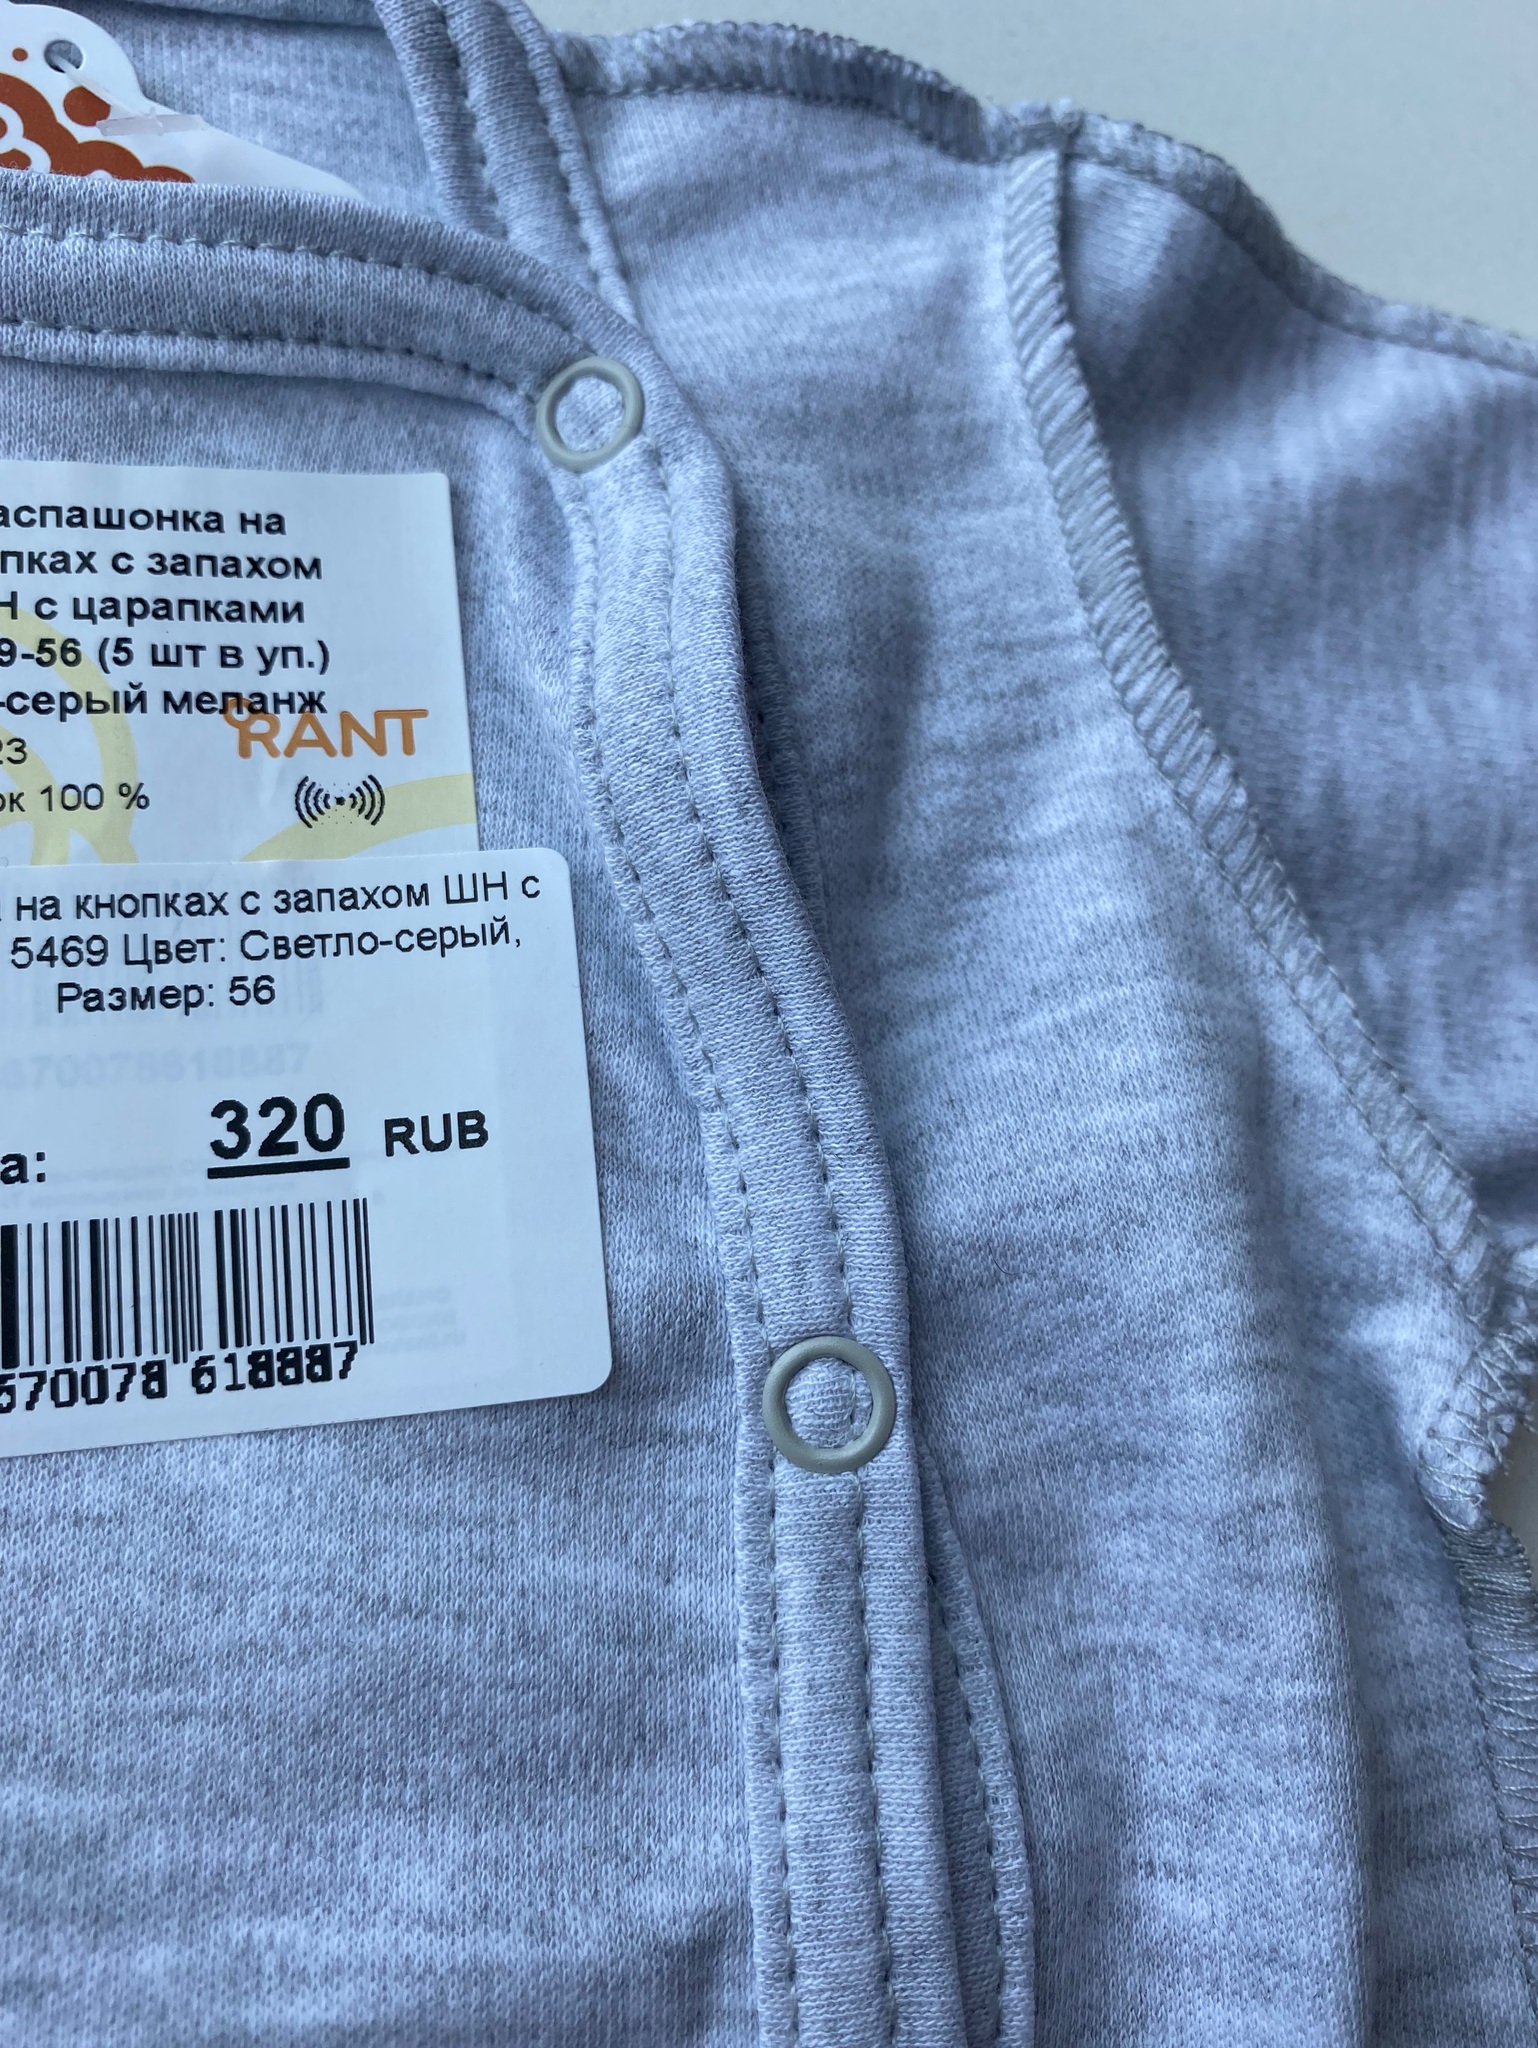 аспашонка на
пках с запахом
Н с царапками
9-56 (5 шт в уп.)
-серый меланж
RANT
23
ок 100 %
на кнопках с запахом ШН с
5469 Цвет: Светло-серый,
Размер: 56
а: 320 RUB
570078 618887